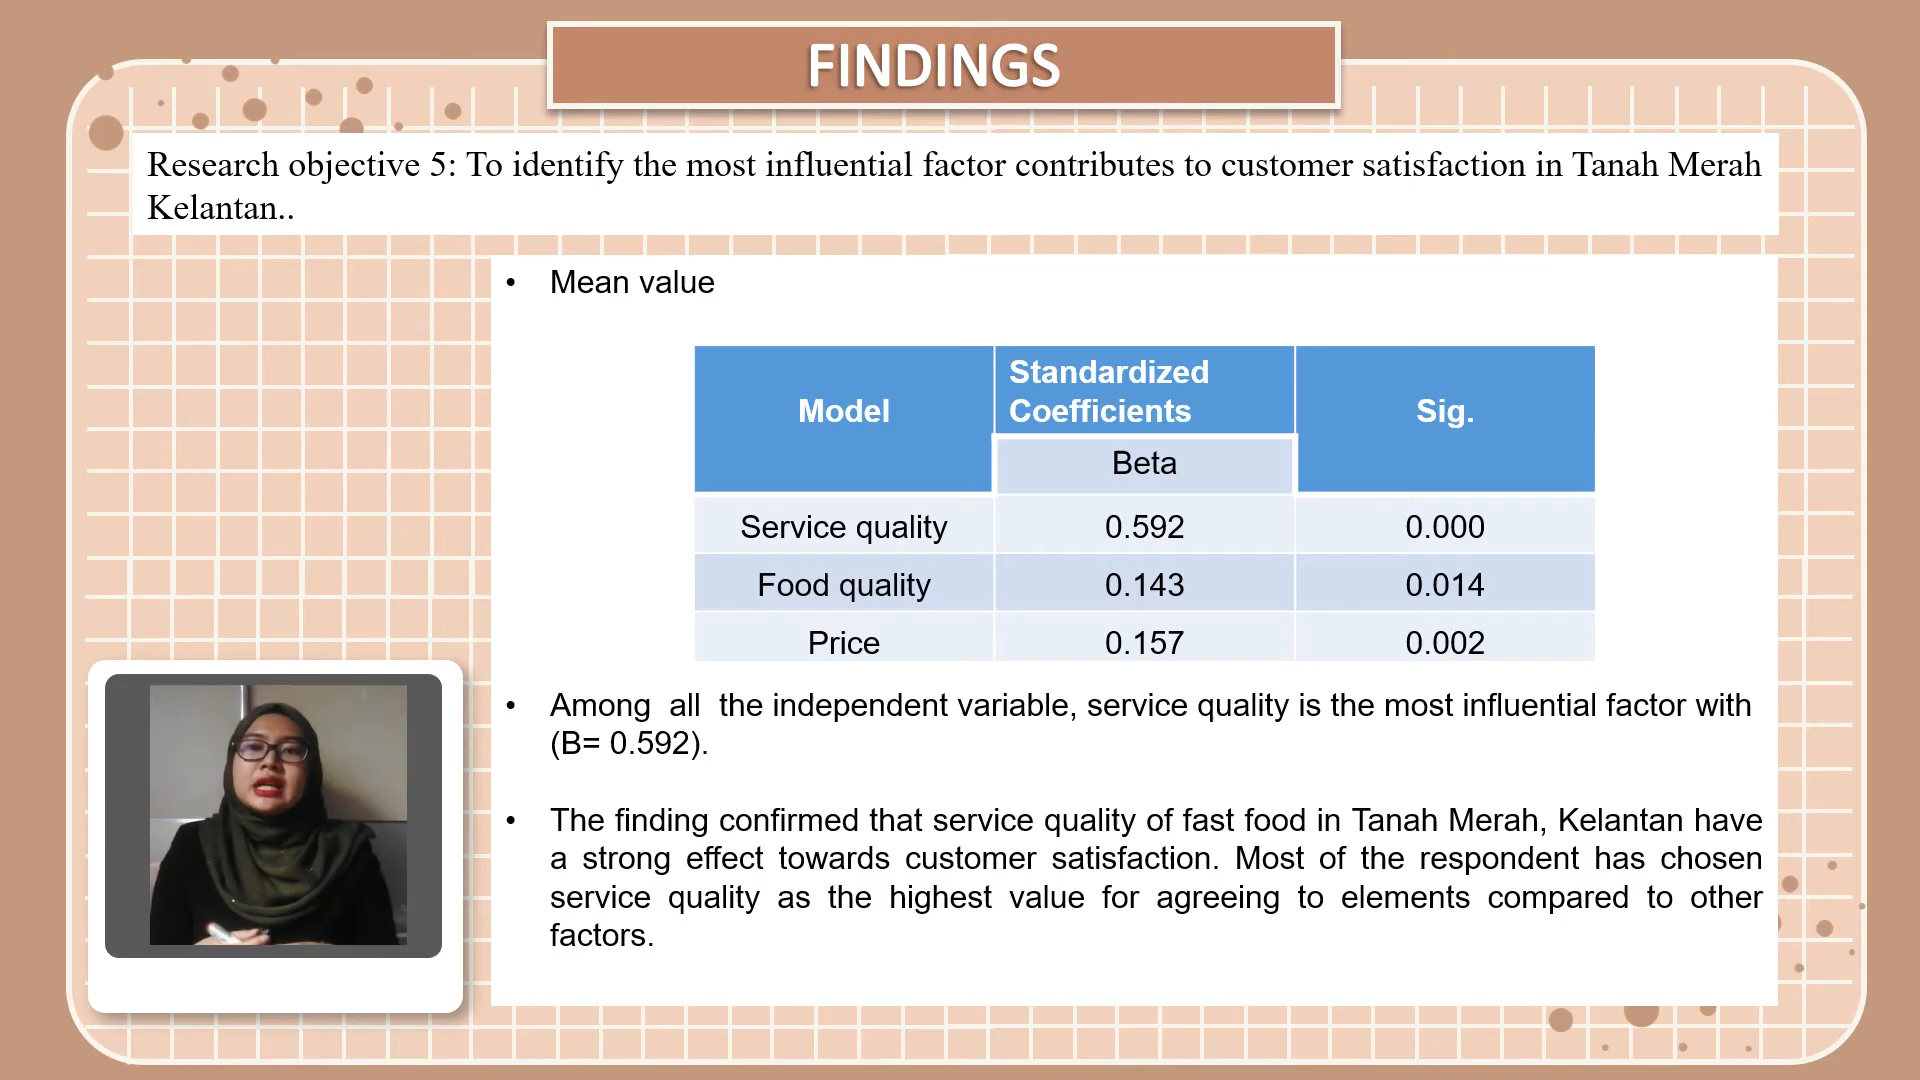 FINDINGS
Research objective 5: To identify the most influential factor contributes to customer satisfaction in Tanah Merah
Kelantan..
• Mean value
Model Standardized Coefficients Sig.
Beta
Service quality 0.592 0.000
Food quality 0.143 0.014
Price 0.157 0.002
• Among all the independent variable, service quality is the most influential factor with
(B= 0.592).
• The finding confirmed that service quality of fast food in Tanah Merah, Kelantan have
a strong effect towards customer satisfaction. Most of the respondent has chosen
service quality as the highest value for agreeing to elements compared to other
factors.